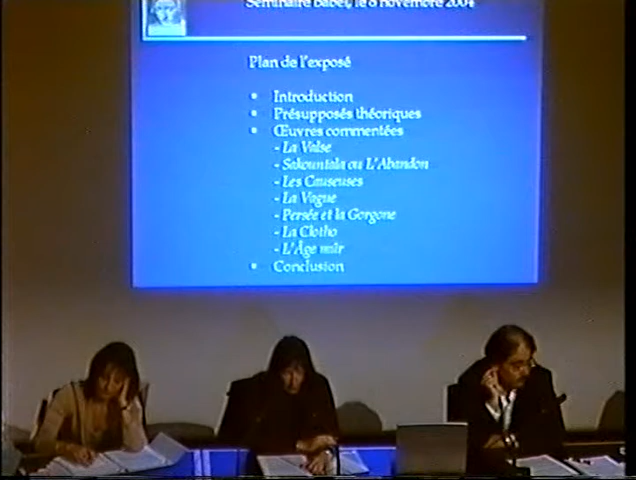 Séminaire Babel, le 8 novembre 2004
Plan de l'exposé
• Introduction
• Présupposés théoriques
• Œuvres commentées
- La Valse
- Sakountala ou L'Abandon
- Les Causeuses
- La Vague
- Persée et la Gorgone
- La Clotho
- L'Âge mûr
• Conclusion